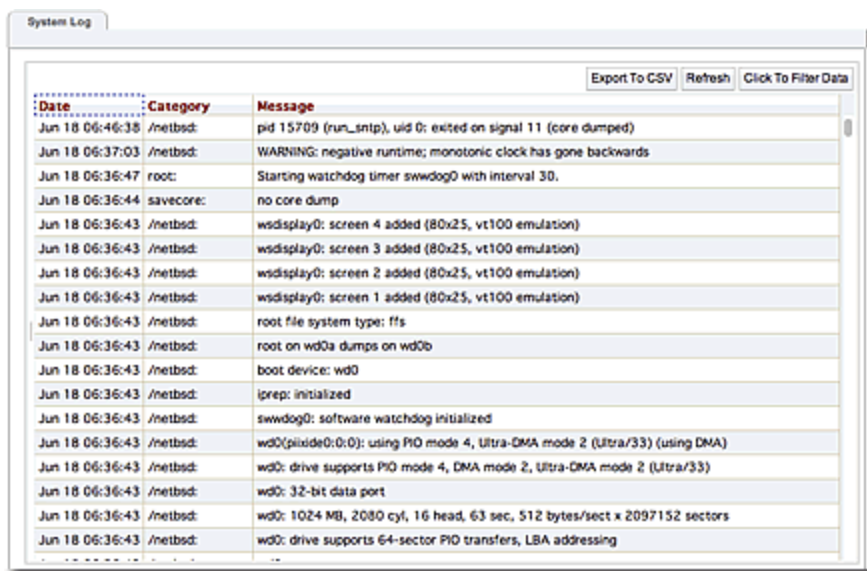 System Log
Export To CSV Refresh Click To Filter Data
Date Category Message
Jun 18 06:46:38 /netbsd: pid 15709 (run_sntp), uid 0: exited on signal 11 (core dumped)
Jun 18 06:37:03 /netbsd: WARNING: negative runtime; monotonic clock has gone backwards
Jun 18 06:36:47 root: Starting watchdog timer swwdog0 with interval 30.
Jun 18 06:36:44 savecore: no core dump
Jun 18 06:36:43 /netbsd: wsdisplay0: screen 4 added (80x25, vt100 emulation)
Jun 18 06:36:43 /netbsd: wsdisplay0: screen 3 added (80x25, vt100 emulation)
Jun 18 06:36:43 /netbsd: wsdisplay0: screen 2 added (80x25, vt100 emulation)
Jun 18 06:36:43 /netbsd: wsdisplay0: screen 1 added (80x25, vt100 emulation)
Jun 18 06:36:43 /netbsd: root file system type: ffs
Jun 18 06:36:43 /netbsd: root on wd0a dumps on wd0b
Jun 18 06:36:43 /netbsd: boot device: wd0
Jun 18 06:36:43 /netbsd: iprep: initialized
Jun 18 06:36:43 /netbsd: swwdog0: software watchdog initialized
Jun 18 06:36:43 /netbsd: wd0(piixide0:0:0): using PIO mode 4, Ultra-DMA mode 2 (Ultra/33) (using DMA)
Jun 18 06:36:43 /netbsd: wd0: drive supports PIO mode 4, DMA mode 2, Ultra-DMA mode 2 (Ultra/33)
Jun 18 06:36:43 /netbsd: wd0: 32-bit data port
Jun 18 06:36:43 /netbsd: wd0: 1024 MB, 2080 cyl, 16 head, 63 sec, 512 bytes/sect x 2097152 sectors
Jun 18 06:36:43 /netbsd: wd0: drive supports 64-sector PIO transfers, LBA addressing